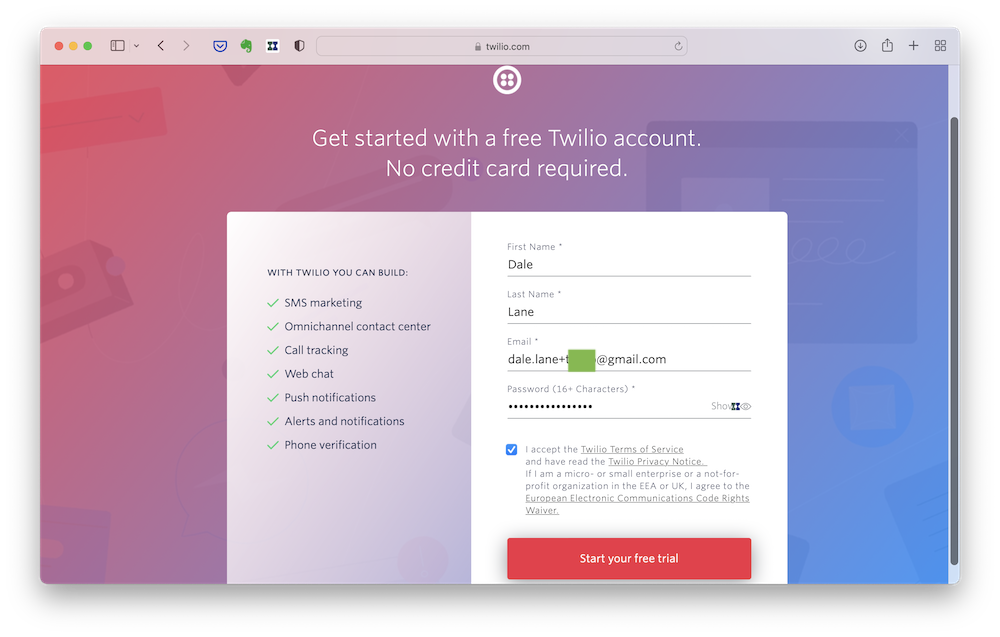 twilio.com
Get started with a free Twilio account.
No credit card required.
WITH TWILIO YOU CAN BUILD:
SMS marketing
Omnichannel contact center
Call tracking
Web chat
Push notifications
Alerts and notifications
Phone verification
First Name *
Dale
Last Name *
Lane
Email *
dale.lane+t @gmail.com
Password (16+ Characters) *
••••••••••••••••
Show
I accept the Twilio Terms of Service
and have read the Twilio Privacy Notice.
If I am a micro- or small enterprise or a not-for-
profit organization in the EEA or UK, I agree to the
European Electronic Communications Code Rights
Waiver.
Start your free trial